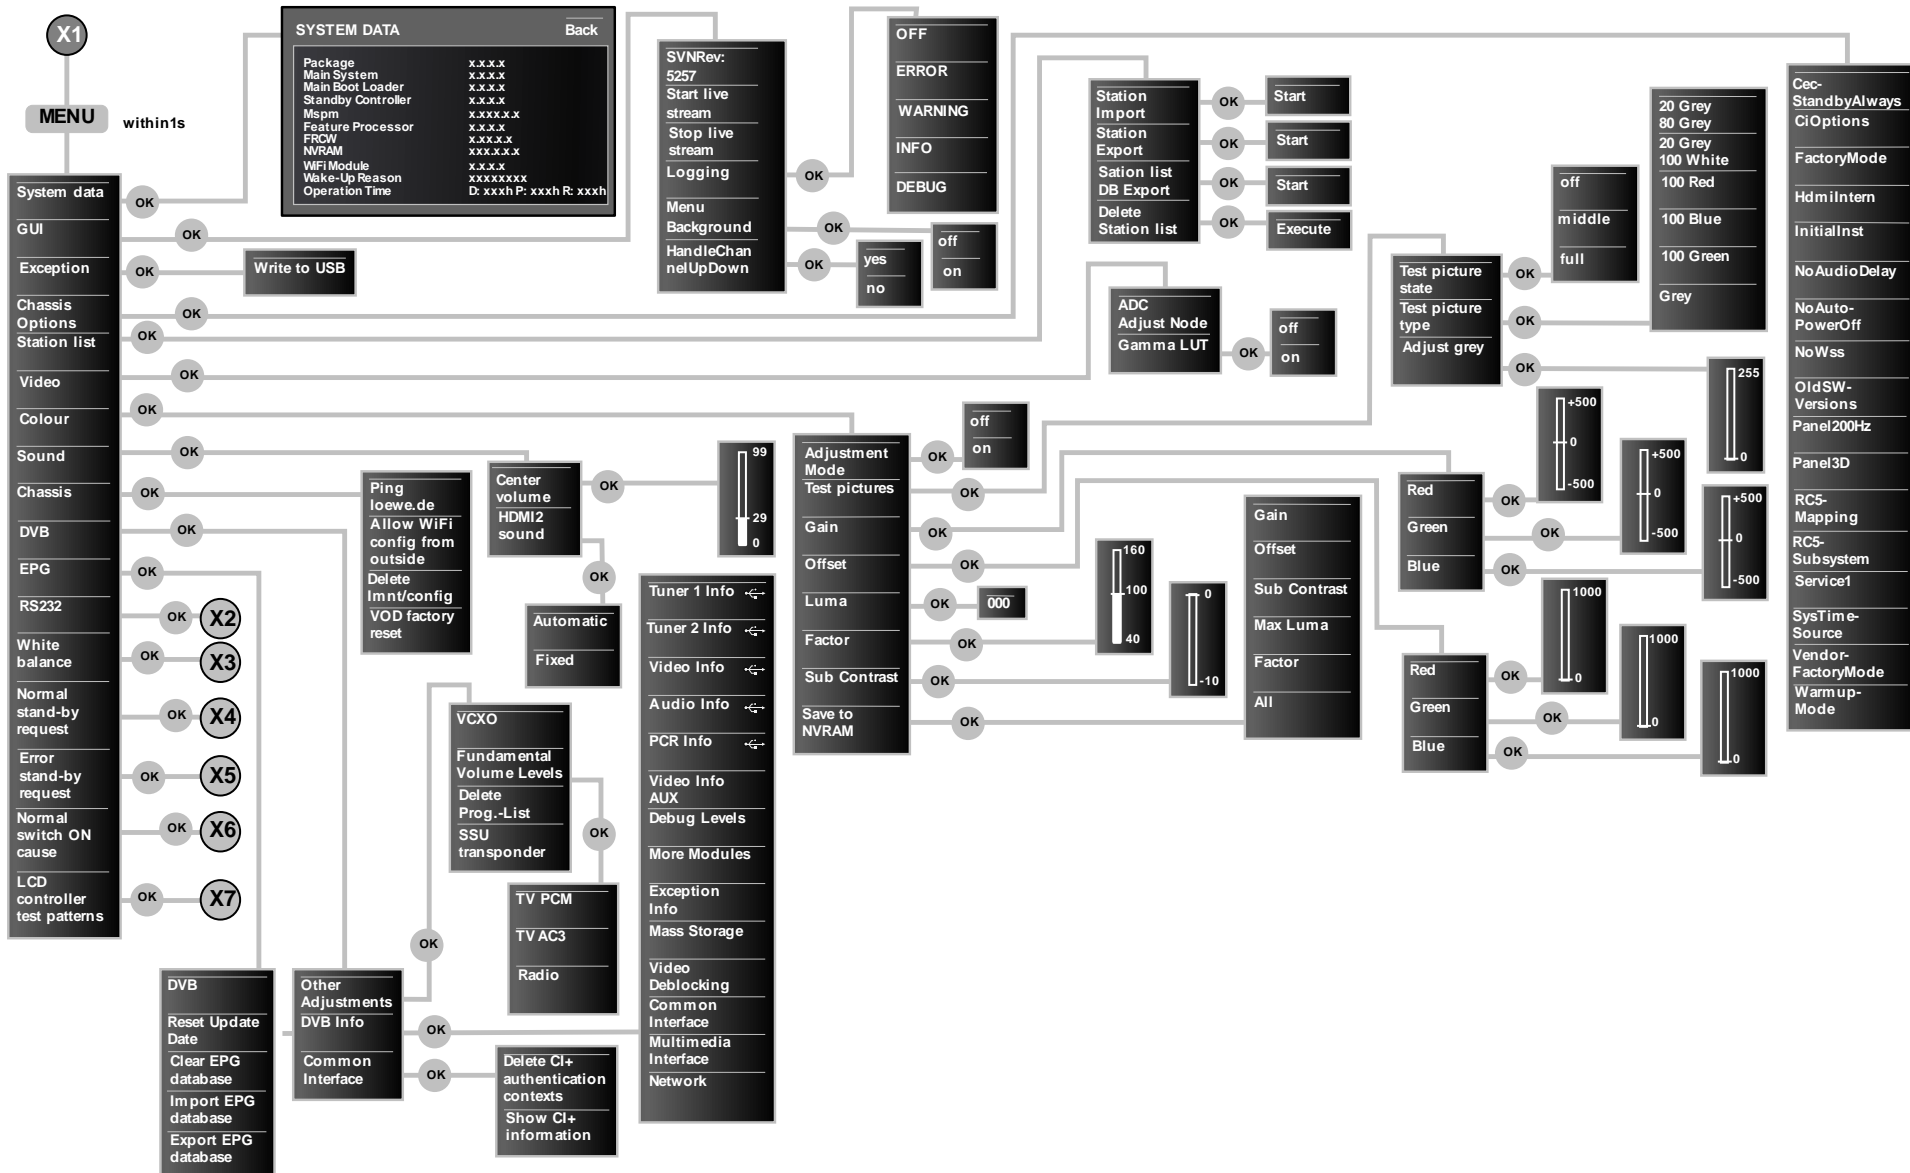 X1
MENU
within1s
System data
GUI
Exception
Chassis
Options
Station list
Video
Colour
Sound
Chassis
DVB
EPG
RS232
White
balance
Normal
stand-by
request
Error
stand-by
request
Normal
switch ON
cause
LCD
controller
test patterns
OK
OK
OK
OK
OK
OK
OK
OK
OK
OK
OK
OK
X2
OK
X3
OK
X4
OK
X5
OK
X6
OK
X7
SYSTEM DATA
Back
Package x.x.x.x
Main System x.x.x.x
Main Boot Loader x.x.x.x
Standby Controller x.x.x.x
Mspm x.xxx.x.x
Feature Processor x.x.x.x
FRCW xx.xx.x
NVRAM xxx.x.x.x
WiFi Module x.x.x.x
Wake-Up Reason xxxxxxxx
Operation Time D: xxxh P: xxxh R: xxxh
Write to USB
SVNRev:
5257
Start live
stream
Stop live
stream
Logging
Menu
Background
HandleChan
nelUpDown
OK
OK
OK
OFF
ERROR
WARNING
INFO
DEBUG
off
on
yes
no
Station
Import
Station
Export
Sation list
DB Export
Delete
Station list
OK
Start
OK
Start
OK
Start
OK
Execute
ADC
Adjust Node
Gamma LUT
OK
off
on
Test picture
state
Test picture
type
Adjust grey
OK
OK
OK
off
middle
full
20 Grey
80 Grey
20 Grey
100 White
100 Red
100 Blue
100 Green
Grey
255
0
Cec-
StandbyAlways
CiOptions
FactoryMode
HdmiIntern
InitialInst
NoAudioDelay
NoAuto-
PowerOff
NoWss
OldSW-
Versions
Panel200Hz
Panel3D
RC5-
Mapping
RC5-
Subsystem
Service1
SysTime-
Source
Vendor-
FactoryMode
Warmup-
Mode
Ping
loewe.de
Allow WiFi
config from
outside
Delete
lmnt/config
VOD factory
reset
Center
volume
HDMI2
sound
OK
OK
99
29
0
Automatic
Fixed
Adjustment
Mode
Test pictures
Gain
Offset
Luma
Factor
Sub Contrast
Save to
NVRAM
OK
OK
OK
OK
OK
OK
OK
OK
off
on
000
160
100
40
0
-10
Gain
Offset
Sub Contrast
Max Luma
Factor
All
Red
Green
Blue
OK
OK
OK
+500
0
-500
+500
0
-500
+500
0
-500
Red
Green
Blue
OK
OK
OK
1000
0
1000
0
1000
0
Tuner 1 Info
Tuner 2 Info
Video Info
Audio Info
PCR Info
Video Info
AUX
Debug Levels
More Modules
Exception
Info
Mass Storage
Video
Deblocking
Common
Interface
Multimedia
Interface
Network
VCXO
Fundamental
Volume Levels
Delete
Prog.-List
SSU
transponder
OK
OK
TV PCM
TV AC3
Radio
DVB
Reset Update
Date
Clear EPG
database
Import EPG
database
Export EPG
database
Other
Adjustments
DVB Info
Common
Interface
OK
OK
Delete CI+
authentication
contexts
Show CI+
information